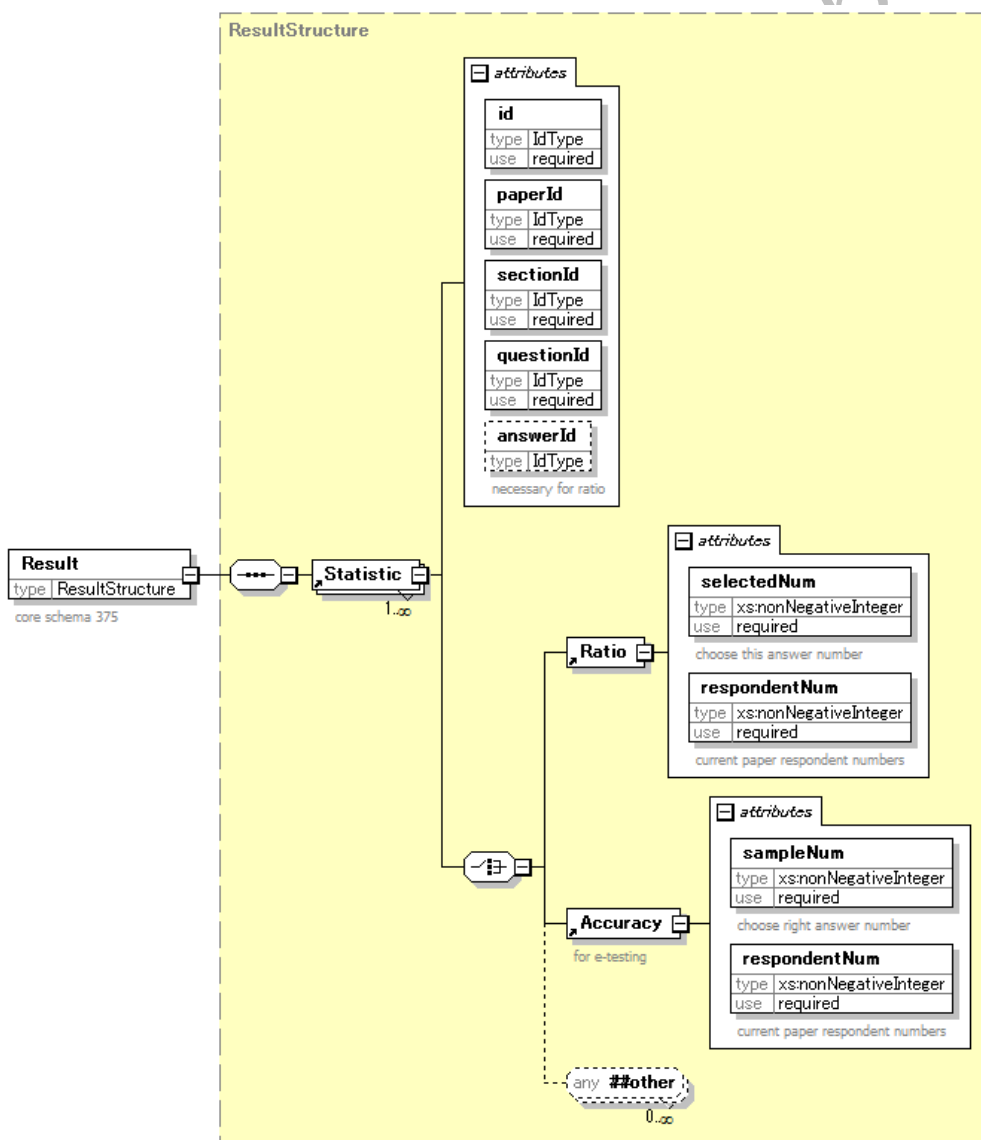 ResultStructure
attributes
id
type IdType
use required
paperId
type IdType
use required
sectionId
type IdType
use required
questionId
type IdType
use required
answerId
type IdType
necessary for ratio
Result
type ResultStructure
core schema 375
Statistic
1..∞
attributes
selectedNum
type xs:nonNegativeInteger
use required
choose this answer number
respondentNum
type xs:nonNegativeInteger
use required
current paper respondent numbers
Ratio
attributes
sampleNum
type xs:nonNegativeInteger
use required
choose right answer number
respondentNum
type xs:nonNegativeInteger
use required
current paper respondent numbers
Accuracy
for e-testing
any ##other
0..∞